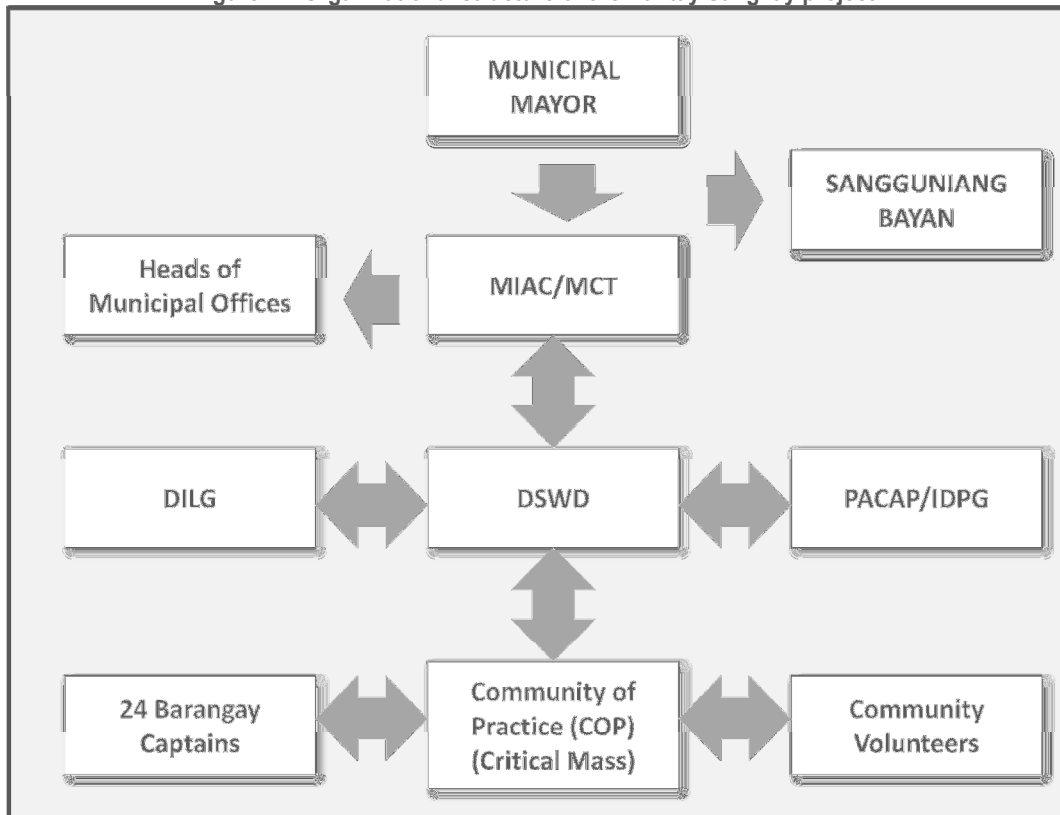 MUNICIPAL
MAYOR
SANGGUNIANG
BAYAN
Heads of
Municipal Offices
MIAC/MCT
DILG
DSWD
PACAP/IDPG
24 Barangay
Captains
Community of
Practice (COP)
(Critical Mass)
Community
Volunteers